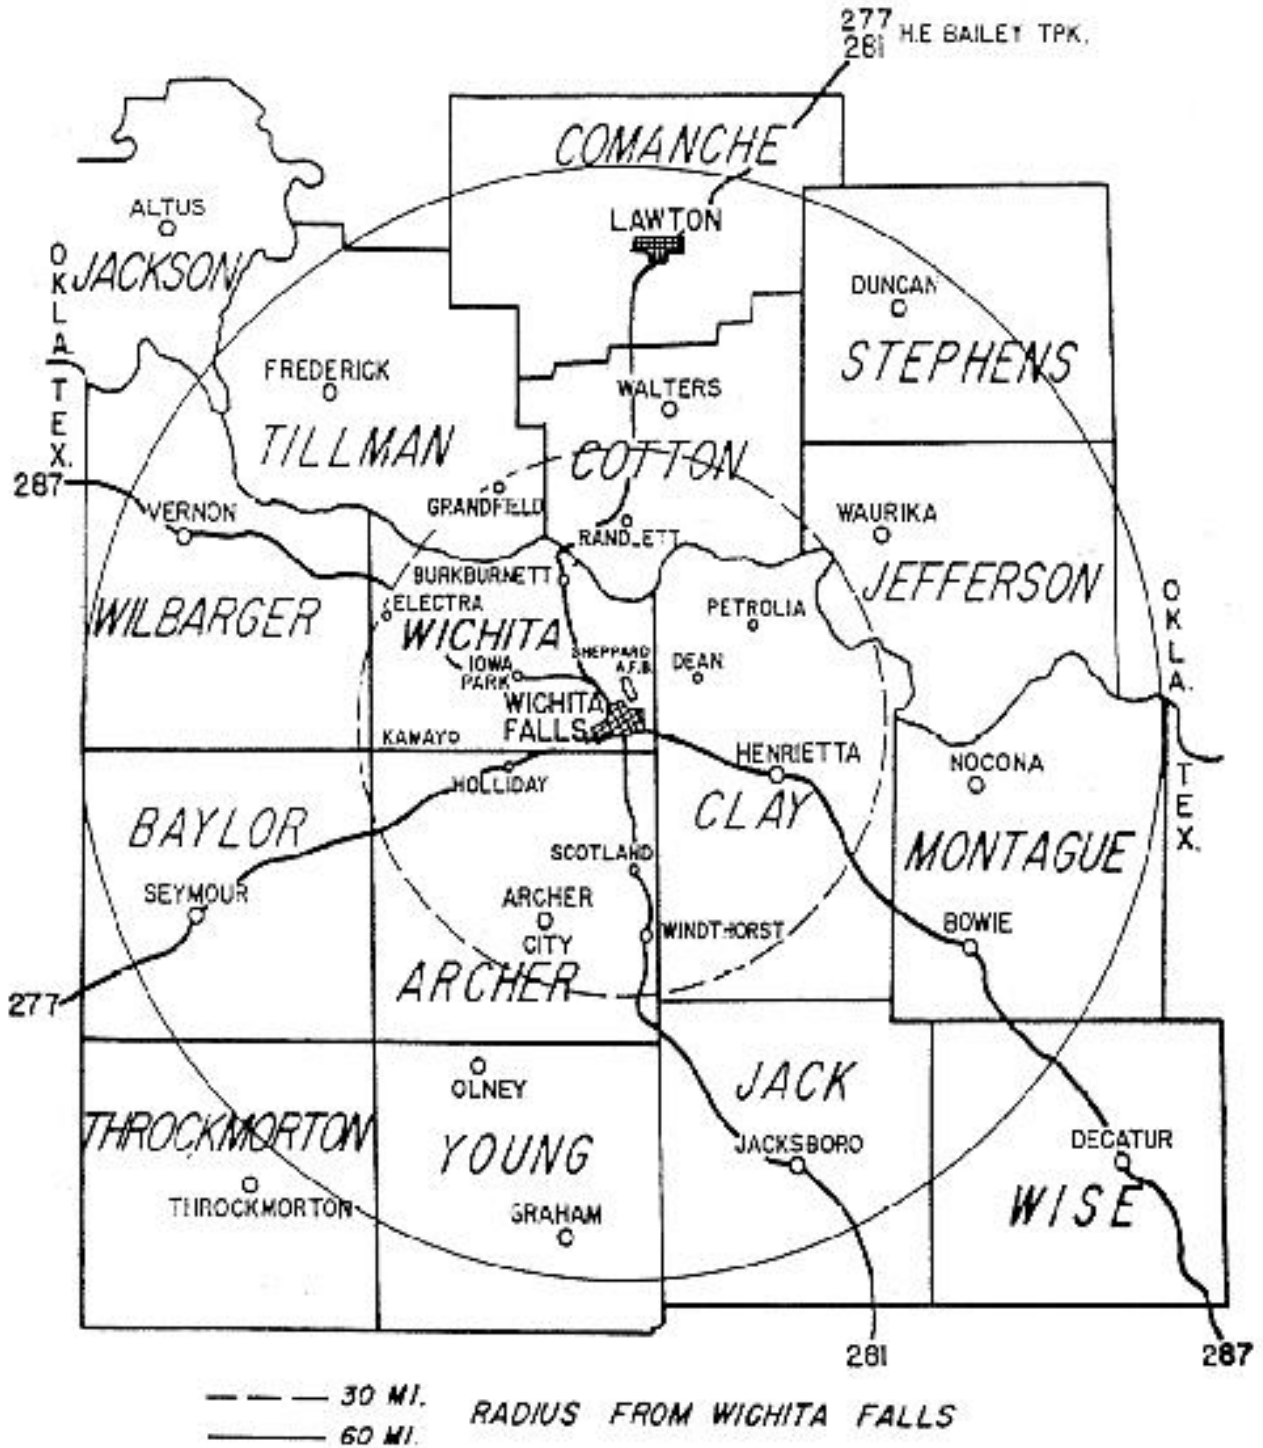 277 H.E BAILEY TPK.
281
COMANCHE
ALTUS
LAWTON
OKLA.
JACKSON
DUNCAN
STEPHENS
FREDERICK
WALTERS
TEX.
TILLMAN
COTTON
287
GRANDFIELD
VERNON
WAURIKA
RANDLETT
BURKBURNETT
JEFFERSON
ELECTRA
PETROLIA
OKLA.
WILBARGER
WICHITA
SHEPPARD
A.F.B.
IOWA
PARK
DEAN
WICHITA
FALLS
KAMAYO
HENRIETTA
NOCONA
TEX.
HOLLIDAY
BAYLOR
CLAY
MONTAGUE
SCOTLAND
SEYMOUR
ARCHER
CITY
WINDTHORST
BOWIE
ARCHER
277
OLNEY
JACK
THROCKMORTON
YOUNG
JACKSBORO
DECATUR
THROCKMORTON
GRAHAM
WISE
281
287
30 MI.
60 MI.
RADIUS FROM WICHITA FALLS